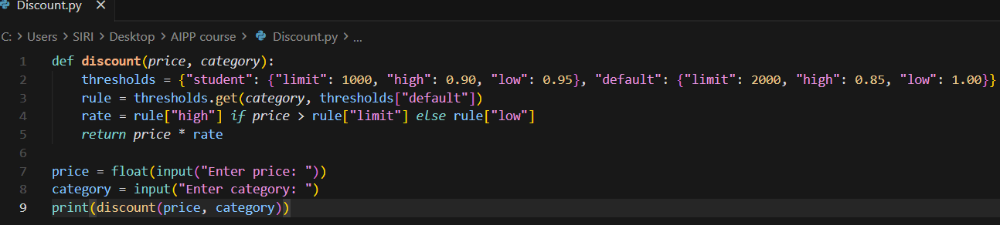 Discount.py ×
C: > Users > SIRI > Desktop > AIPP course > Discount.py > ...
1 def discount(price, category):
2     thresholds = {"student": {"limit": 1000, "high": 0.90, "low": 0.95}, "default": {"limit": 2000, "high": 0.85, "low": 1.00}}
3     rule = thresholds.get(category, thresholds["default"])
4     rate = rule["high"] if price > rule["limit"] else rule["low"]
5     return price * rate
6
7 price = float(input("Enter price: "))
8 category = input("Enter category: ")
9 print(discount(price, category))